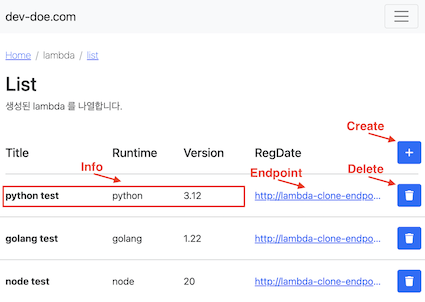 dev-doe.com
Home / lambda / list
List
생성된 lambda 를 나열합니다.
Create
Title Runtime Version RegDate
Info Endpoint Delete
python test python 3.12 http://lambda-clone-endpo...
golang test golang 1.22 http://lambda-clone-endpo...
node test node 20 http://lambda-clone-endpo...